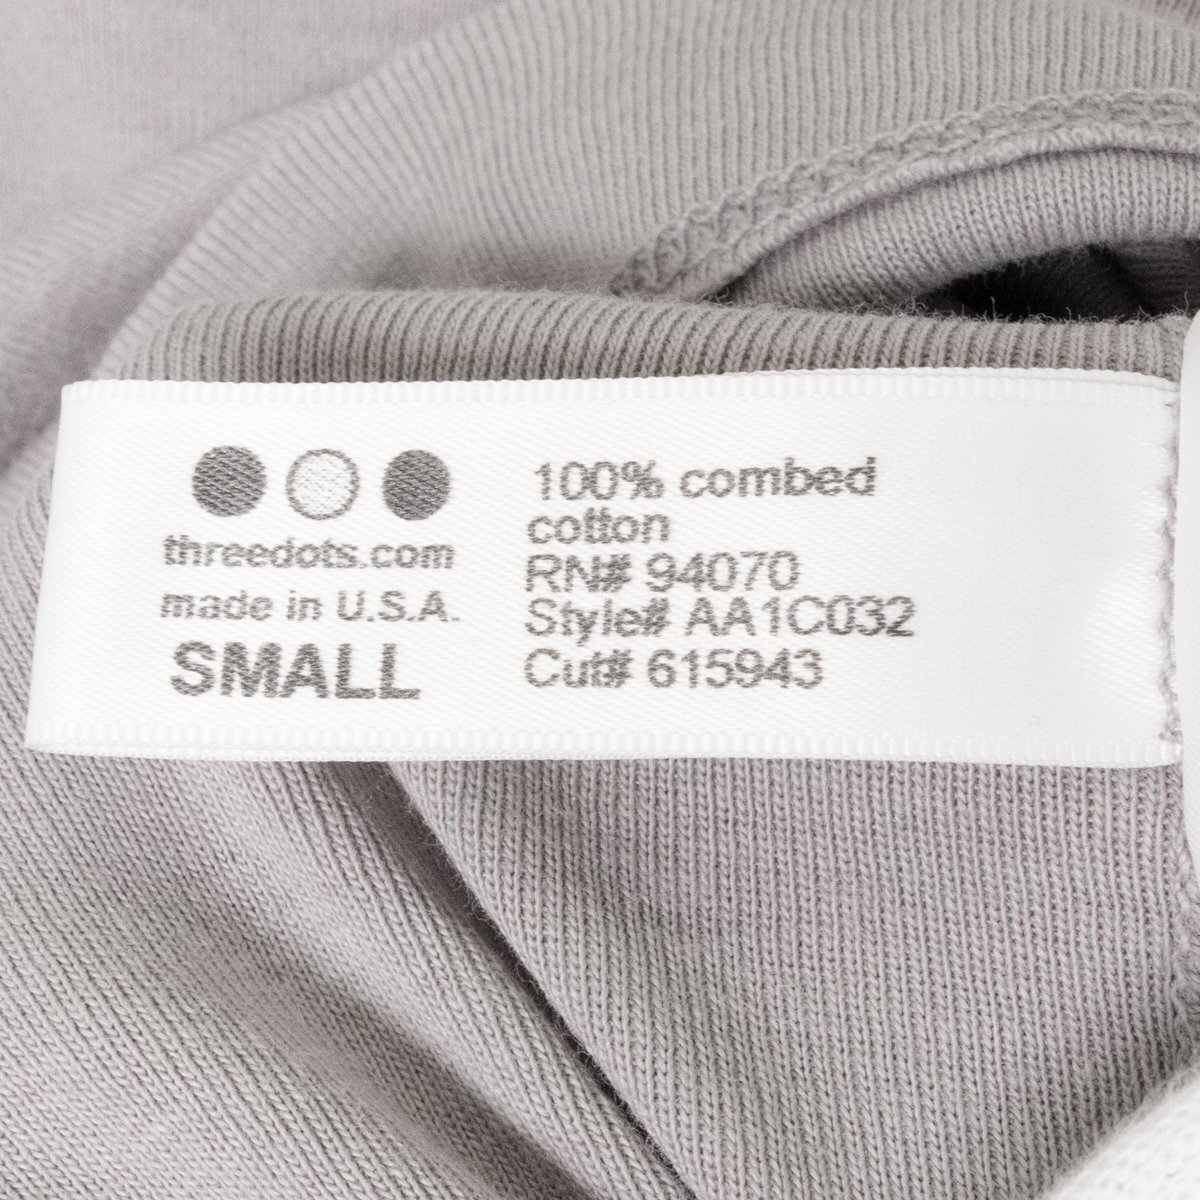 threedots.com
made in U.S.A.
SMALL
100% combed
cotton
RN# 94070
Style# AA1C032
Cut# 615943